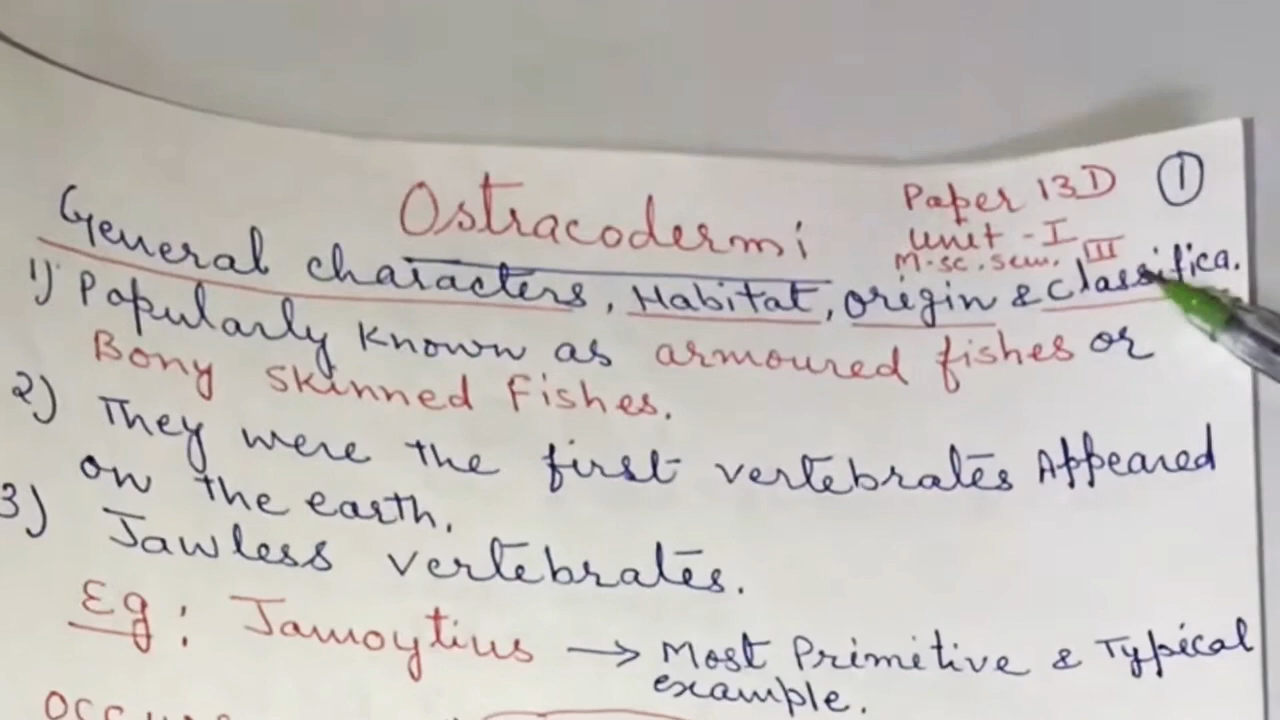 Ostracodermi
Paper 13D
①
Unit - I
M.sc. sem. III
General characters, Habitat, origin & classifica.
1) Popularly known as armoured fishes or
Bony skinned Fishes.
2) They were the first vertebrates Appeared
on the earth.
3) Jawless vertebrates.
Eg: Jamoytius → Most Primitive & Typical
example.